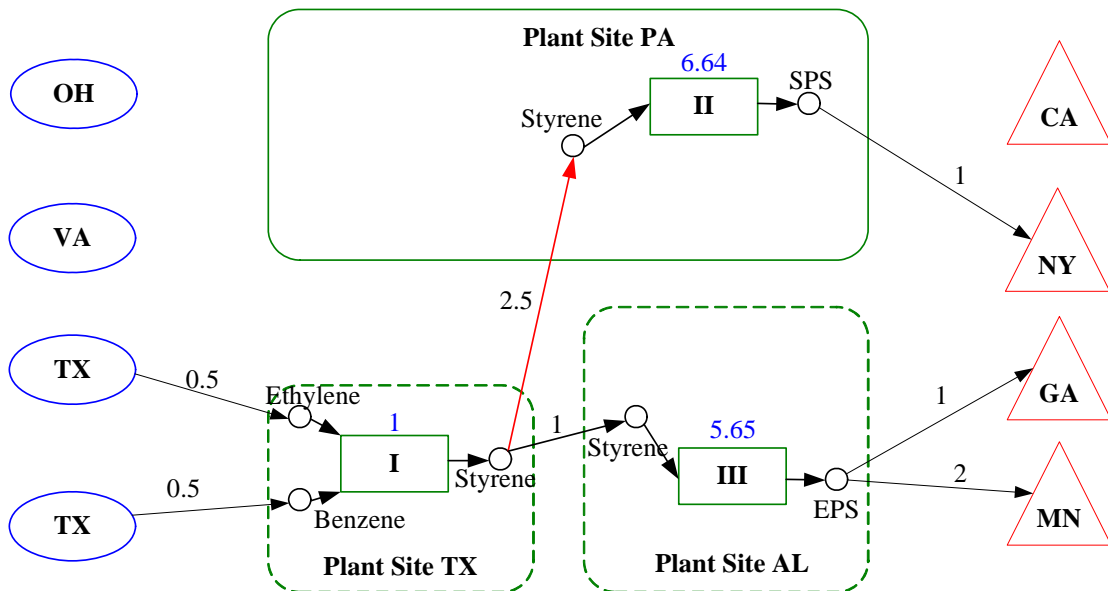 Plant Site PA
6.64
OH
II
SPS
CA
Styrene
1
VA
NY
2.5
TX
0.5
Ethylene
1
I
Styrene
1
Styrene
5.65
III
EPS
1
GA
2
MN
0.5
TX
Benzene
Plant Site TX
Plant Site AL